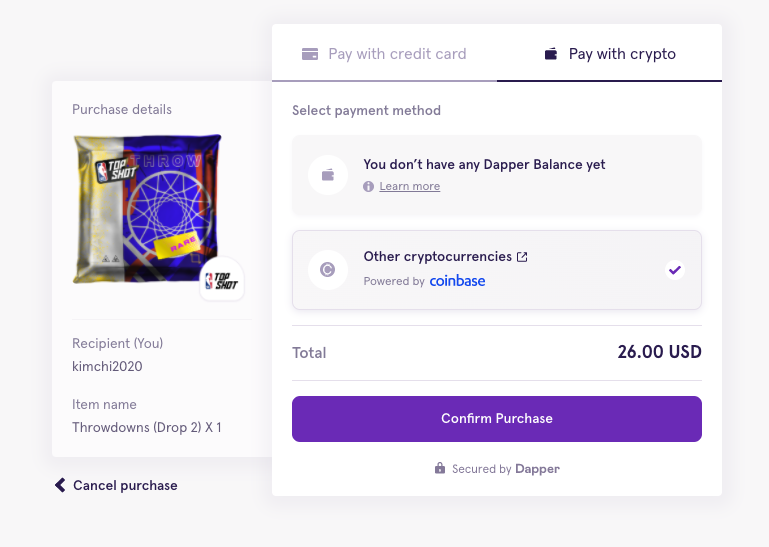 Pay with credit card
Pay with crypto
Purchase details
TOP
SHOT
THROW
RARE
TOP
SHOT
Recipient (You)
kimchi2020
Item name
Throwdowns (Drop 2) X 1
Cancel purchase
Select payment method
You don’t have any Dapper Balance yet
Learn more
Other cryptocurrencies
Powered by coinbase
Total
26.00 USD
Confirm Purchase
Secured by Dapper